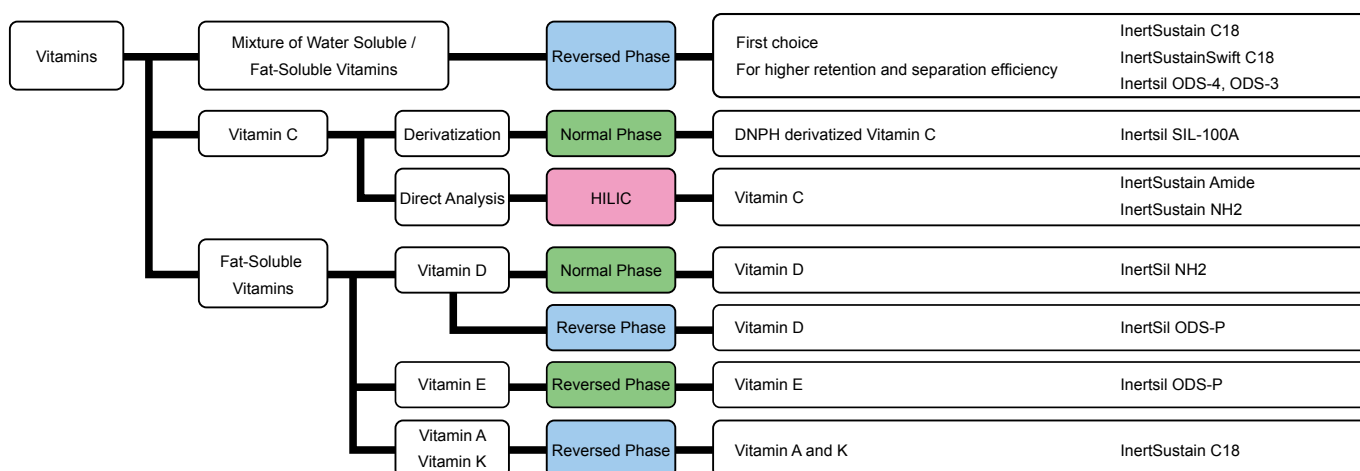 Vitamins
Mixture of Water Soluble /
Fat-Soluble Vitamins
Reversed Phase
First choice
For higher retention and separation efficiency
InertSustain C18
InertSustainSwift C18
Inertsil ODS-4, ODS-3
Vitamin C
Derivatization
Normal Phase
DNPH derivatized Vitamin C
Inertsil SIL-100A
Direct Analysis
HILIC
Vitamin C
InertSustain Amide
InertSustain NH2
Fat-Soluble
Vitamins
Vitamin D
Normal Phase
Vitamin D
InertSil NH2
Reverse Phase
Vitamin D
InertSil ODS-P
Vitamin E
Reversed Phase
Vitamin E
Inertsil ODS-P
Vitamin A
Vitamin K
Reversed Phase
Vitamin A and K
InertSustain C18